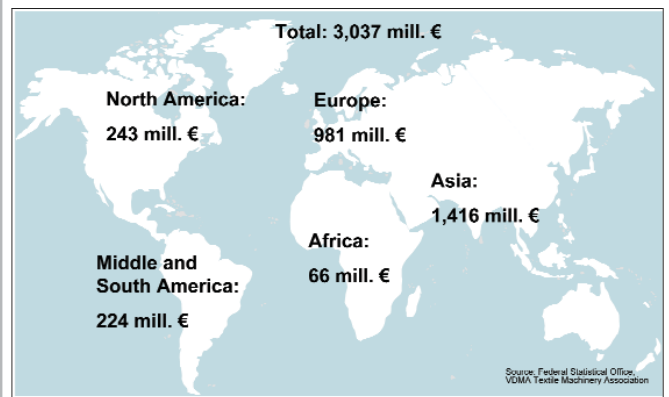 Total: 3,037 mill. €
North America:
243 mill. €
Europe:
981 mill. €
Asia:
1,416 mill. €
Africa:
66 mill. €
Middle and
South America:
224 mill. €
Source: Federal Statistical Office,
VDMA Textile Machinery Association